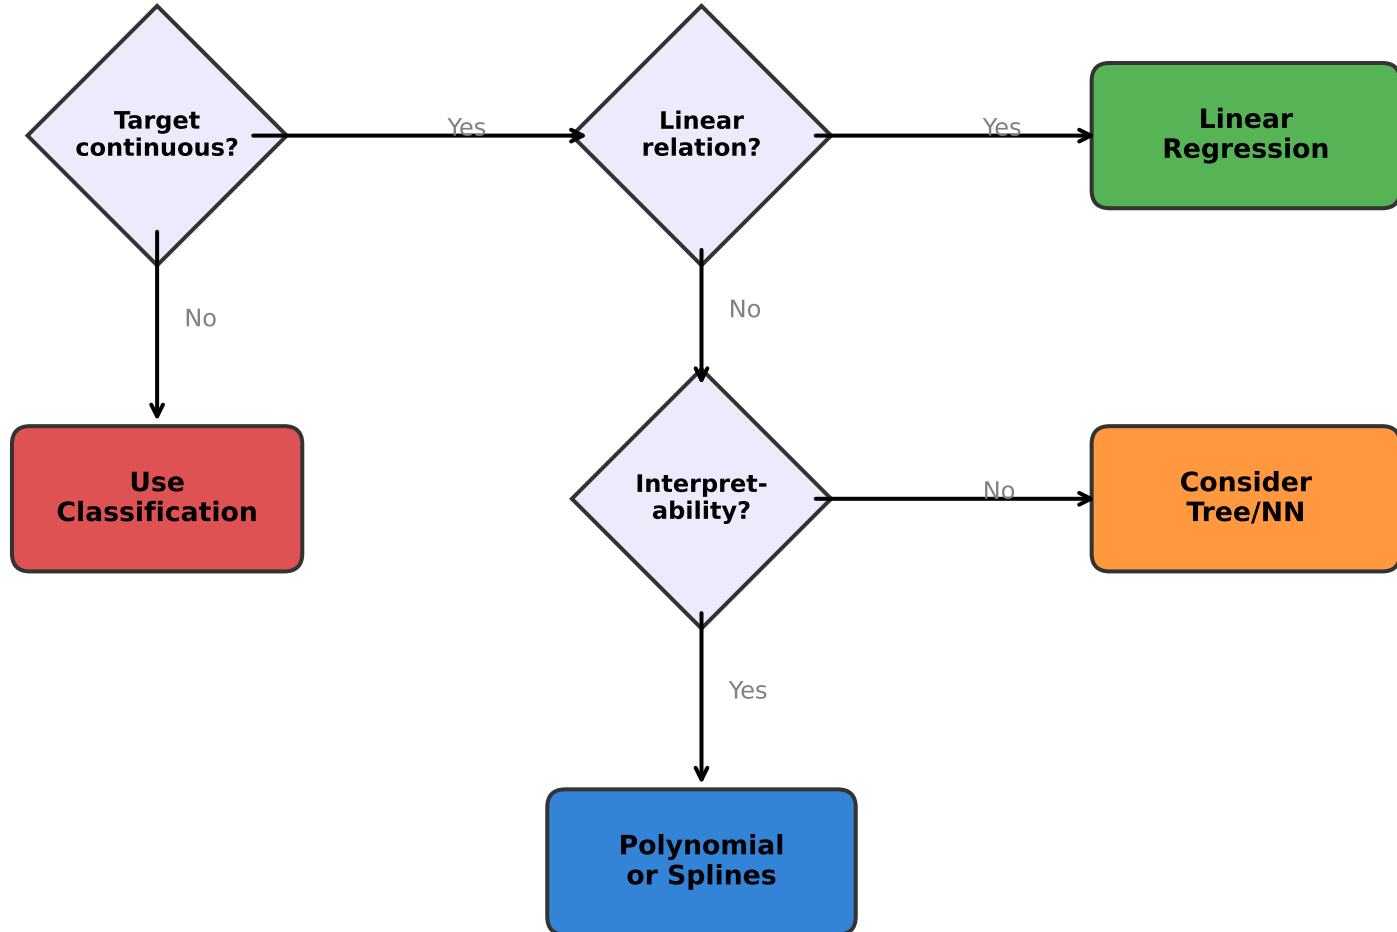 Target
continuous?
Yes
Linear
relation?
Yes
Linear
Regression
No
No
Use
Classification
Interpret-
ability?
No
Consider
Tree/NN
Yes
Polynomial
or Splines